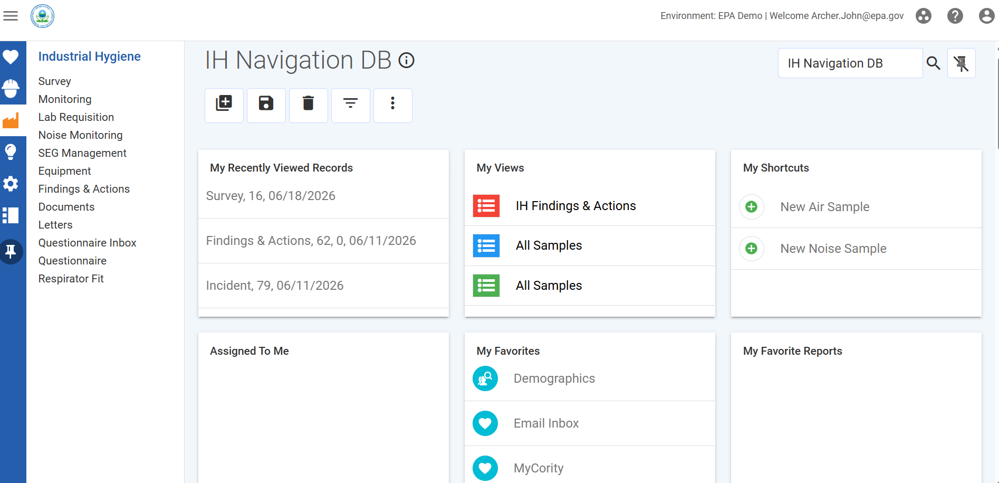 Environment: EPA Demo | Welcome Archer.John@epa.gov
Industrial Hygiene
Survey
Monitoring
Lab Requisition
Noise Monitoring
SEG Management
Equipment
Findings & Actions
Documents
Letters
Questionnaire Inbox
Questionnaire
Respirator Fit
IH Navigation DB
IH Navigation DB
My Recently Viewed Records
Survey, 16, 06/18/2026
Findings & Actions, 62, 0, 06/11/2026
Incident, 79, 06/11/2026
My Views
IH Findings & Actions
All Samples
All Samples
My Shortcuts
New Air Sample
New Noise Sample
Assigned To Me
My Favorites
Demographics
Email Inbox
MyCority
My Favorite Reports